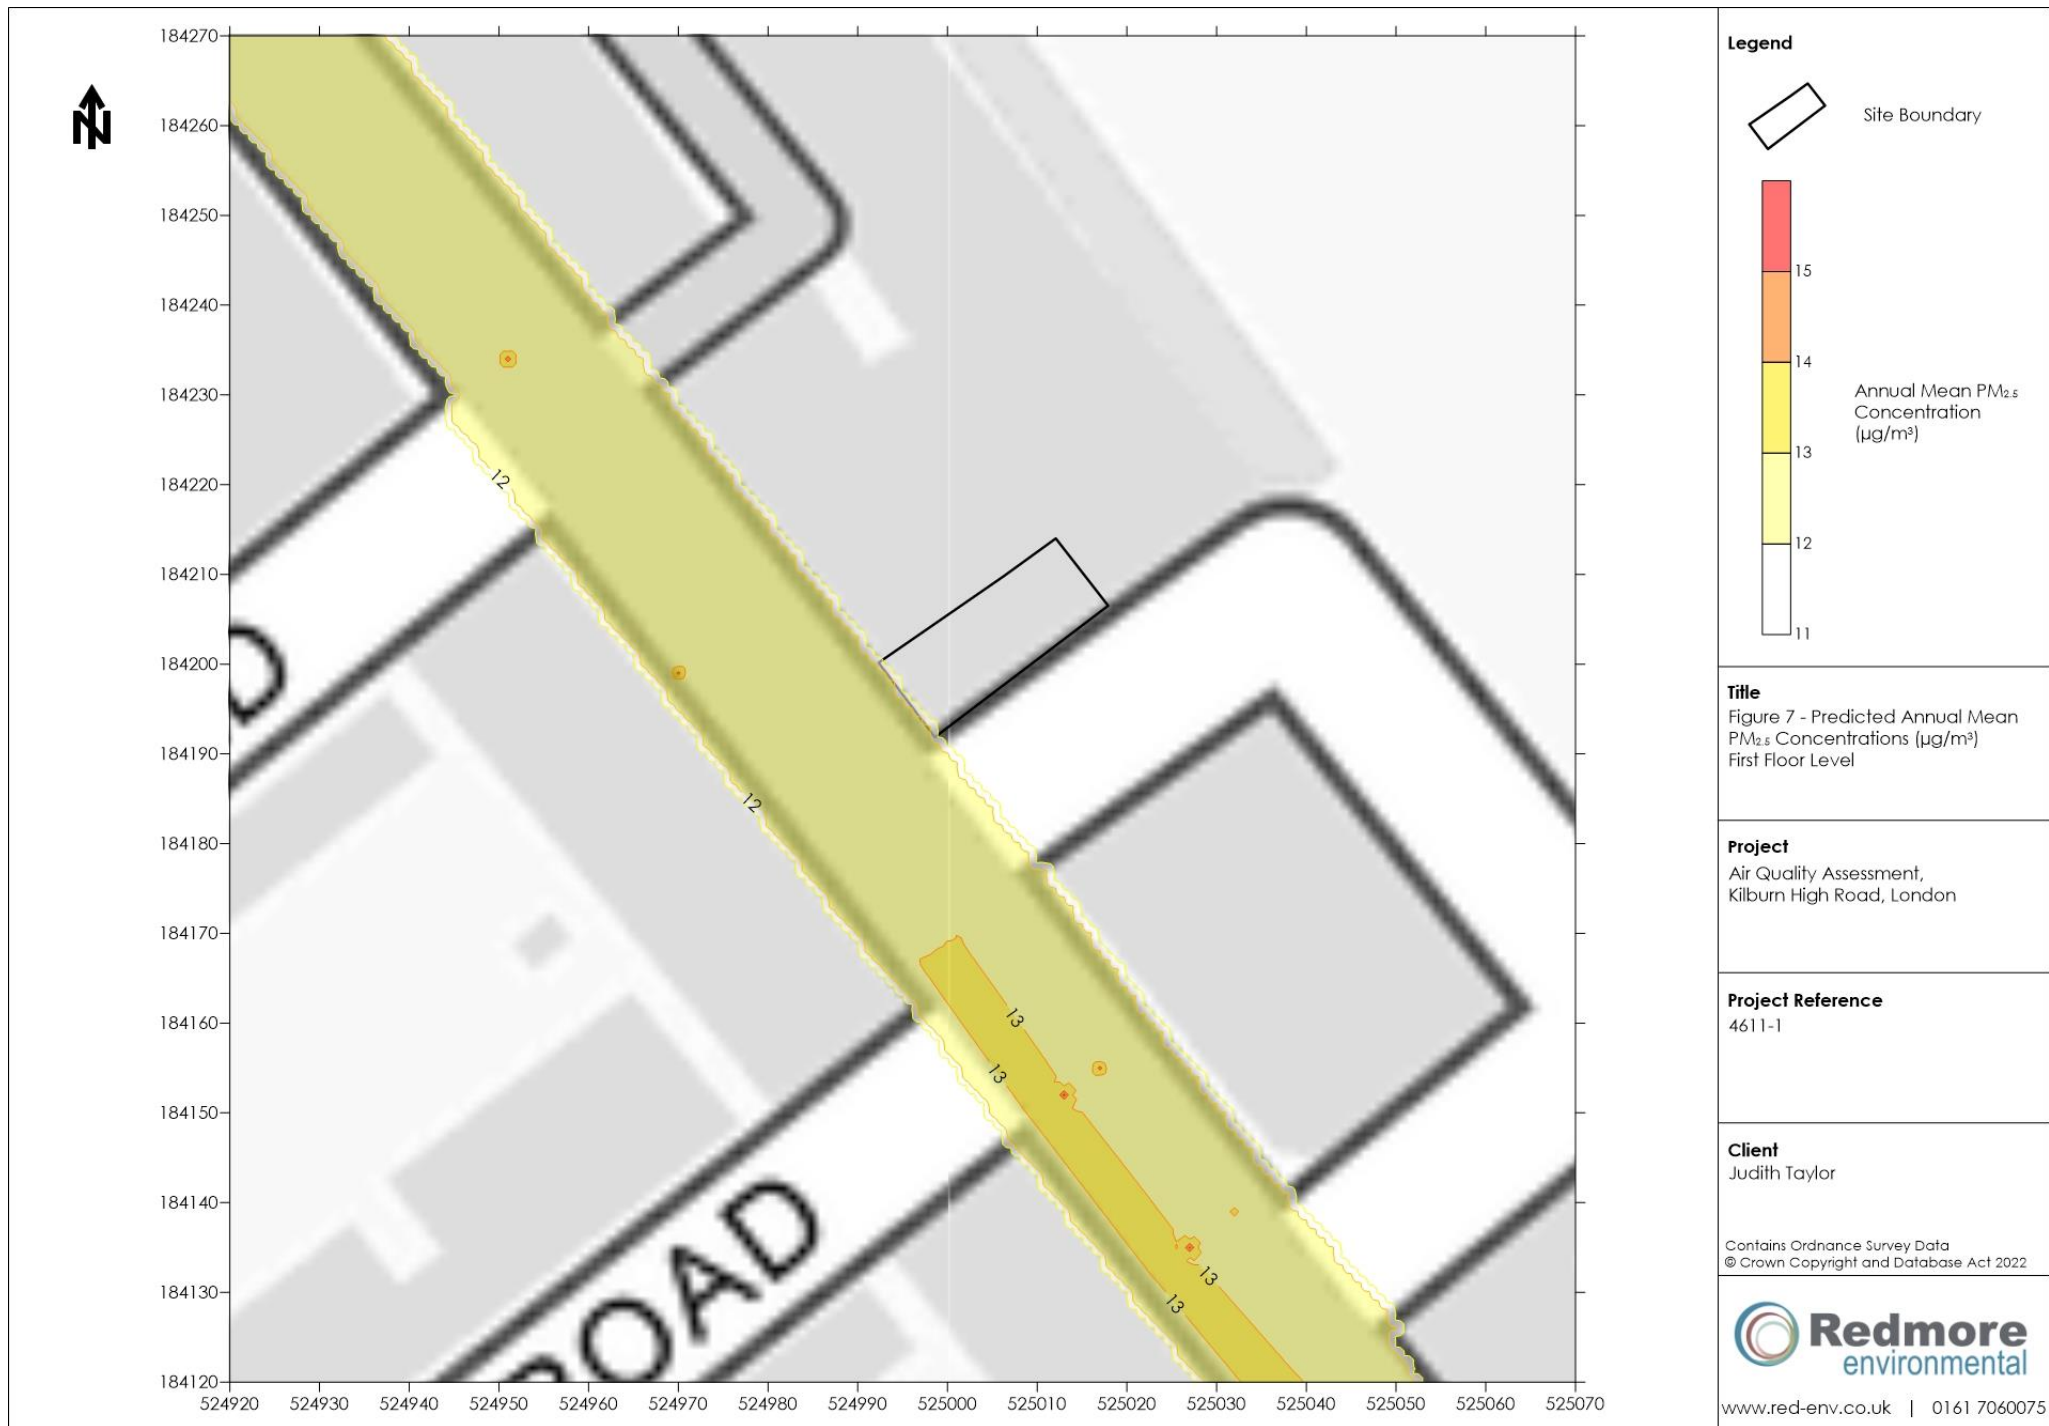 184270
184260
184250
184240
184230
184220
184210
184200
184190
184180
184170
184160
184150
184140
184130
184120
524920 524930 524940 524950 524960 524970 524980 524990 525000 525010 525020 525030 525040 525050 525060 525070
N
12
12
13
13
13
13
D
ROAD
Legend
Site Boundary
15
14
13
12
11
Annual Mean PM2.5
Concentration
(µg/m³)
Title
Figure 7 - Predicted Annual Mean
PM2.5 Concentrations (µg/m³)
First Floor Level
Project
Air Quality Assessment,
Kilburn High Road, London
Project Reference
4611-1
Client
Judith Taylor
Contains Ordnance Survey Data
© Crown Copyright and Database Act 2022
Redmore
environmental
www.red-env.co.uk | 0161 7060075